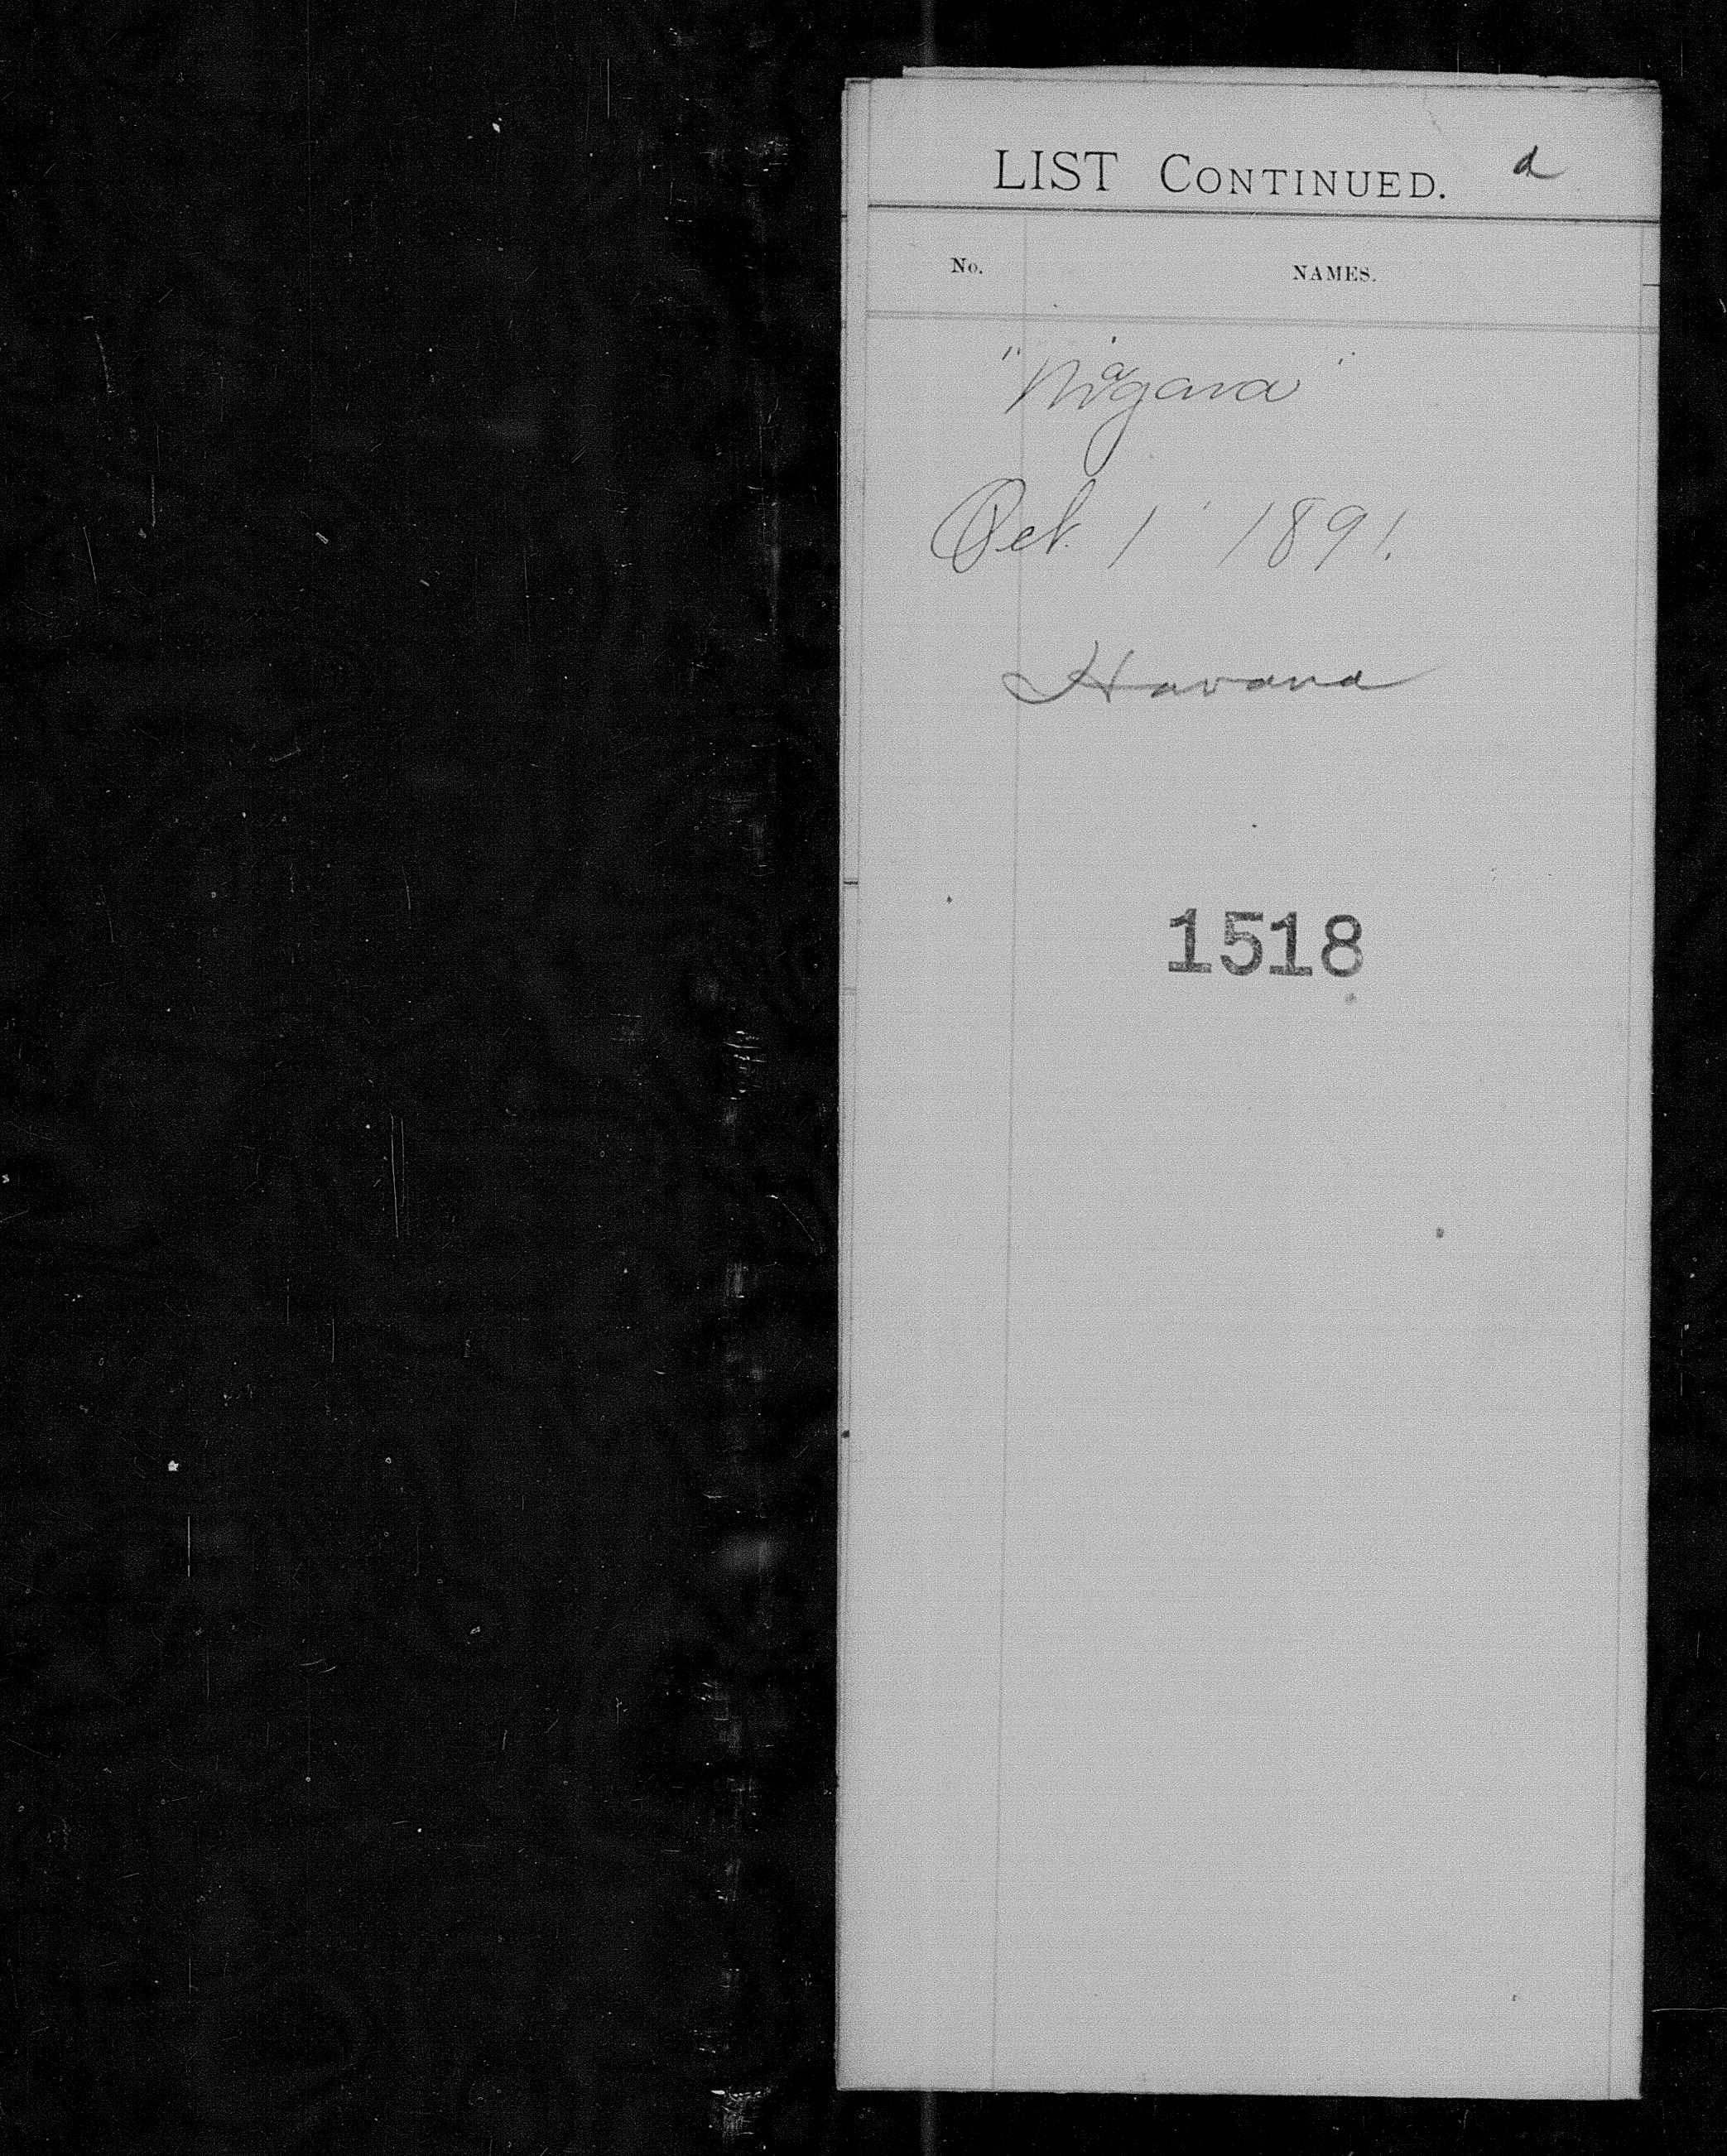 LIST CONTINUED. d
No. NAMES.
"Niagara"
Oct. 1 1891.
Havana
1518